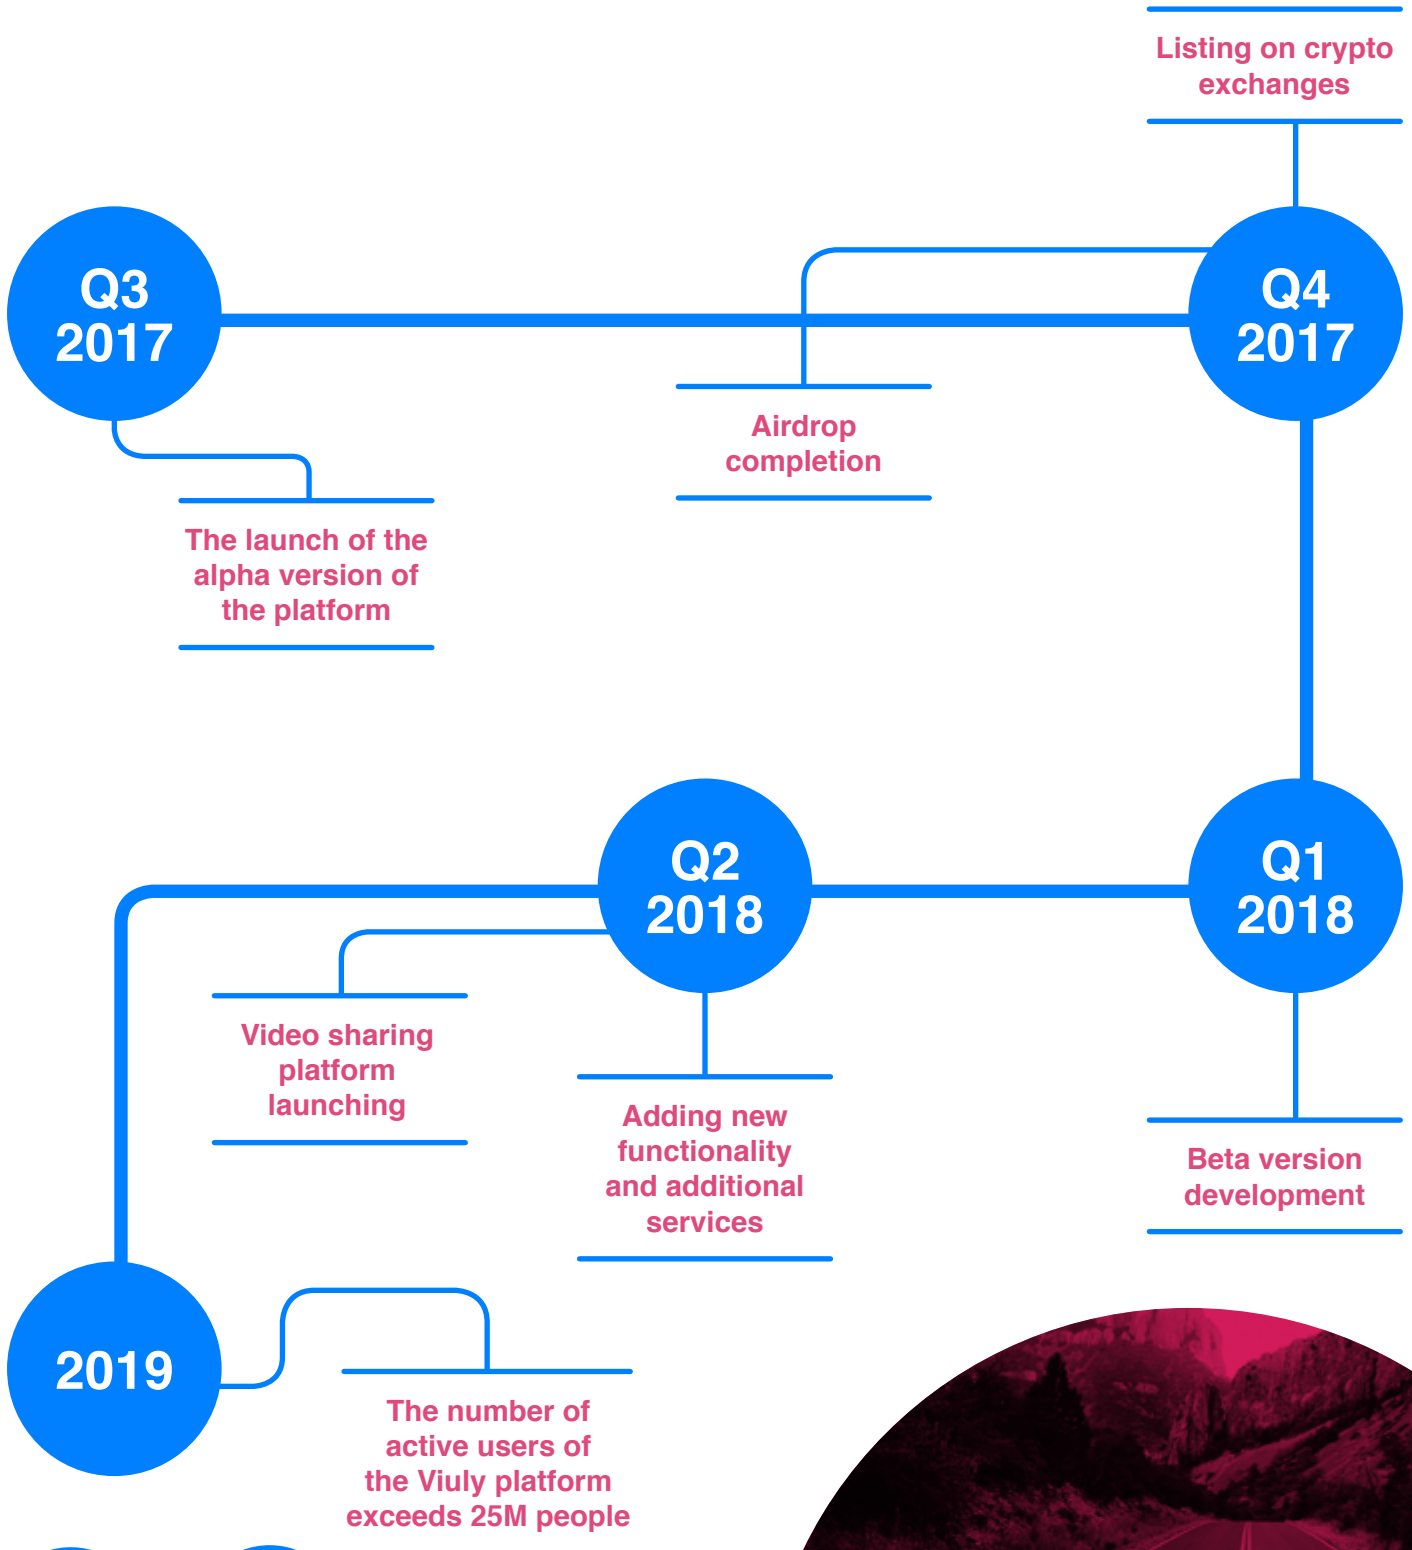 Listing on crypto
exchanges
Q3
2017
Q4
2017
Airdrop
completion
The launch of the
alpha version of
the platform
Q2
2018
Q1
2018
Video sharing
platform
launching
Adding new
functionality
and additional
services
Beta version
development
2019
The number of
active users of
the Viuly platform
exceeds 25M people